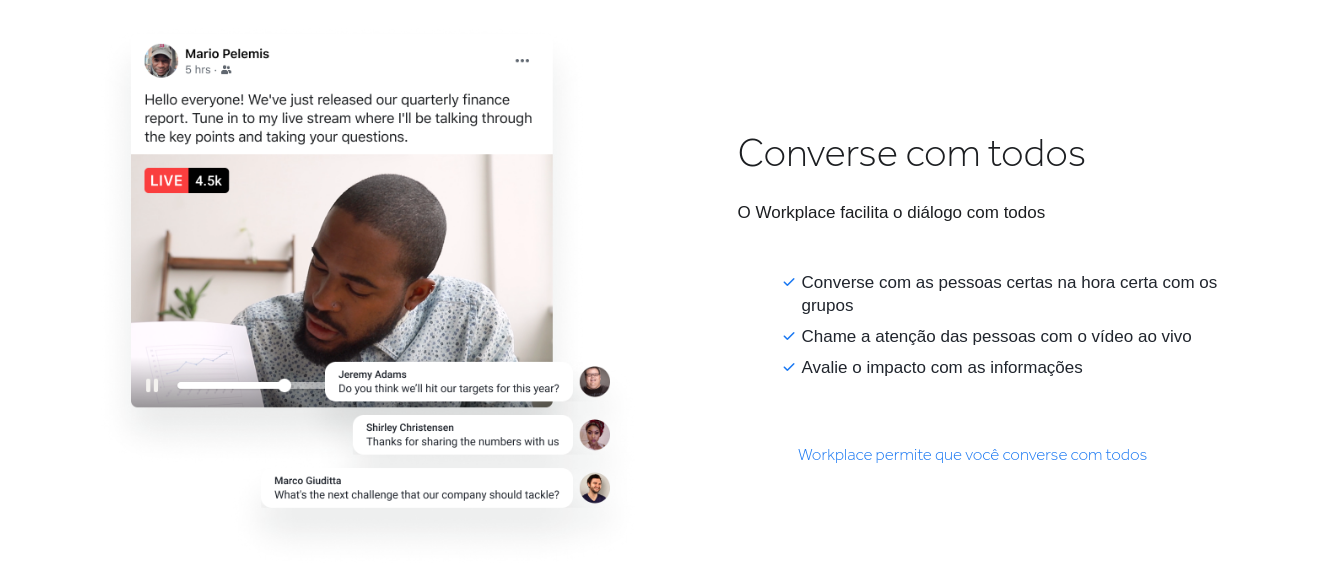 Mario Pelemis
5 hrs ·
Hello everyone! We've just released our quarterly finance
report. Tune in to my live stream where I'll be talking through
the key points and taking your questions.
LIVE 4.5k
Jeremy Adams
Do you think we'll hit our targets for this year?
Shirley Christensen
Thanks for sharing the numbers with us
Marco Giuditta
What's the next challenge that our company should tackle?
Converse com todos
O Workplace facilita o diálogo com todos
Converse com as pessoas certas na hora certa com os
grupos
Chame a atenção das pessoas com o vídeo ao vivo
Avalie o impacto com as informações
Workplace permite que você converse com todos